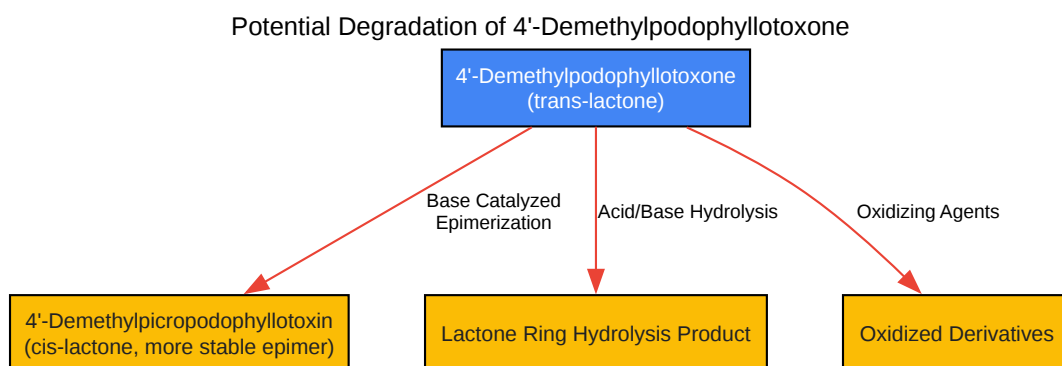 Potential Degradation of 4'-Demethylpodophyllotoxone
4'-Demethylpodophyllotoxone
(trans-lactone)
Base Catalyzed
Epimerization
Acid/Base Hydrolysis
Oxidizing Agents
4'-Demethylpicropodophyllotoxin
(cis-lactone, more stable epimer)
Lactone Ring Hydrolysis Product
Oxidized Derivatives